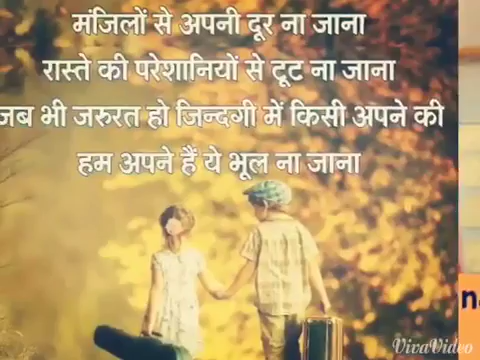 मंजिलों से अपनी दूर ना जाना
रास्ते की परेशानियों से टूट ना जाना
जब भी जरुरत हो जिन्दगी में किसी अपने की
हम अपने हैं ये भूल ना जाना
VivaVideo